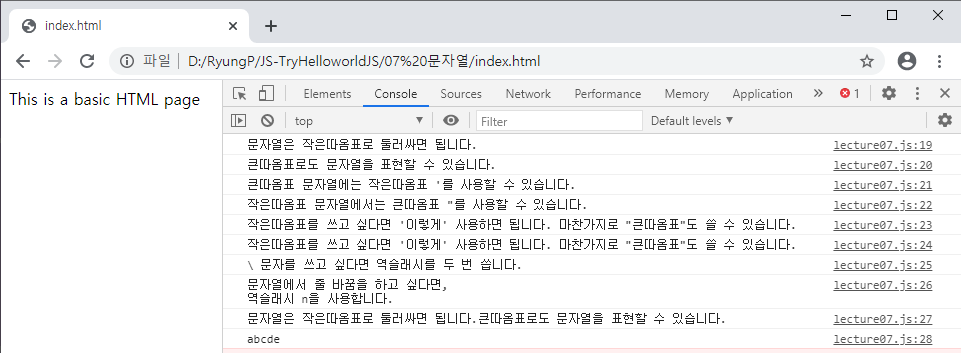 index.html
파일 D:/RyungP/JS-TryHelloworldJS/07%20문자열/index.html
This is a basic HTML page
Elements Console Sources Network Performance Memory Application » 1
top Filter Default levels
문자열은 작은따옴표로 둘러싸면 됩니다. lecture07.js:19
큰따옴표로도 문자열을 표현할 수 있습니다. lecture07.js:20
큰따옴표 문자열에는 작은따옴표 '를 사용할 수 있습니다. lecture07.js:21
작은따옴표 문자열에서는 큰따옴표 "를 사용할 수 있습니다. lecture07.js:22
작은따옴표를 쓰고 싶다면 '이렇게' 사용하면 됩니다. 마찬가지로 "큰따옴표"도 쓸 수 있습니다. lecture07.js:23
작은따옴표를 쓰고 싶다면 '이렇게' 사용하면 됩니다. 마찬가지로 "큰따옴표"도 쓸 수 있습니다. lecture07.js:24
\ 문자를 쓰고 싶다면 역슬래시를 두 번 씁니다. lecture07.js:25
문자열에서 줄 바꿈을 하고 싶다면, lecture07.js:26
역슬래시 n을 사용합니다.
문자열은 작은따옴표로 둘러싸면 됩니다.큰따옴표로도 문자열을 표현할 수 있습니다. lecture07.js:27
abcde lecture07.js:28